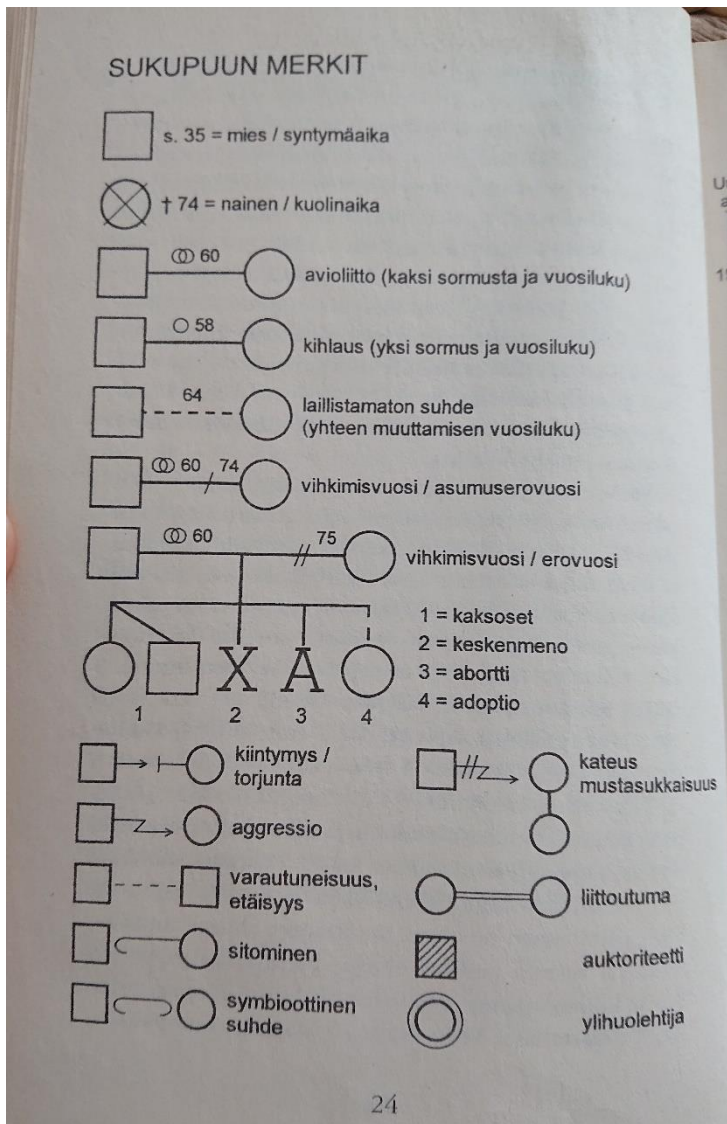 SUKUPUUN MERKIT
s. 35 = mies / syntymäaika
† 74 = nainen / kuolinaika
60
avioliitto (kaksi sormusta ja vuosiluku)
58
kihlaus (yksi sormus ja vuosiluku)
64
laillistamaton suhde
(yhteen muuttamisen vuosiluku)
60 74
vihkimisvuosi / asumuserovuosi
60 75
vihkimisvuosi / erovuosi
1 = kaksoset
2 = keskenmeno
3 = abortti
4 = adoptio
X A
1 2 3 4
kiintymys /
torjunta
kateus
mustasukkaisuus
aggressio
varautuneisuus,
etäisyys
liittoutuma
sitominen
auktoriteetti
symbioottinen
suhde
ylihuolehtija
24